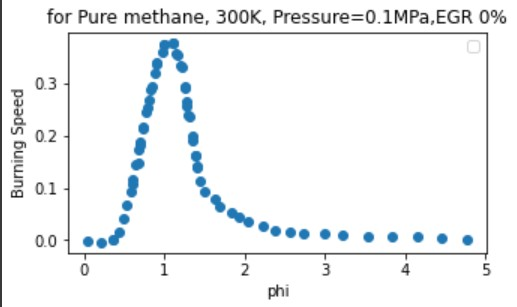 for Pure methane, 300K, Pressure=0.1MPa,EGR 0%
Burning Speed
0.3
0.2
0.1
0.0
0 1 2 3 4 5
phi